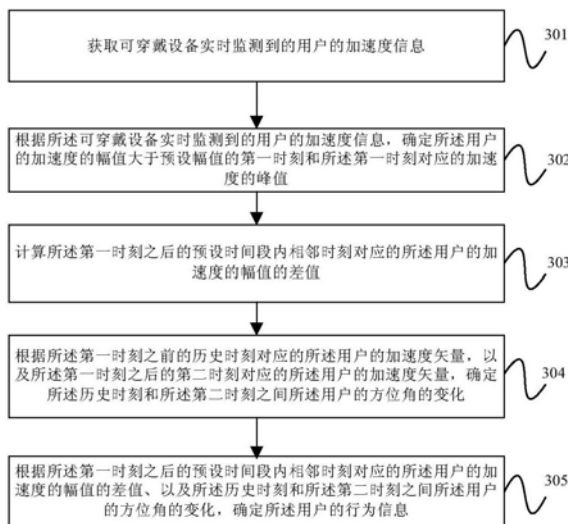 获取可穿戴设备实时监测到的用户的加速度信息
301
根据所述可穿戴设备实时监测到的用户的加速度信息，确定所述用户
的加速度的幅值大于预设幅值的第一时刻和所述第一时刻对应的加速
度的峰值
302
计算所述第一时刻之后的预设时间段内相邻时刻对应的所述用户的加
速度的幅值的差值
303
根据所述第一时刻之前的历史时刻对应的所述用户的加速度矢量，以
及所述第一时刻之后的第二时刻对应的所述用户的加速度矢量，确定
所述历史时刻和所述第二时刻之间所述用户的方位角的变化
304
根据所述第一时刻之后的预设时间段内相邻时刻对应的所述用户的加
速度的幅值的差值、以及所述历史时刻和所述第二时刻之间所述用户
的方位角的变化，确定所述用户的行为信息
305